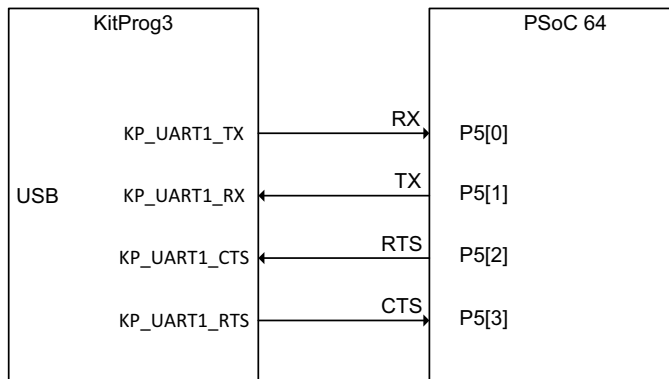 KitProg3
PSoC 64
KP_UART1_TX
RX
P5[0]
USB
KP_UART1_RX
TX
P5[1]
KP_UART1_CTS
RTS
P5[2]
KP_UART1_RTS
CTS
P5[3]